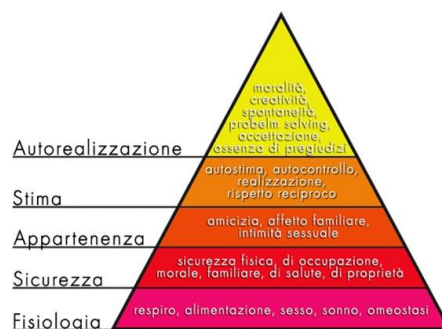 moralità,
creatività,
spontaneità,
probelm solving,
accettazione,
assenza di pregiudizi
Autorealizzazione
autostima, autocontrollo,
realizzazione,
rispetto reciproco
Stima
amicizia, affetto familiare,
intimità sessuale
Appartenenza
sicurezza fisica, di occupazione,
morale, familiare, di salute, di proprietà
Sicurezza
respiro, alimentazione, sesso, sonno, omeostasi
Fisiologia